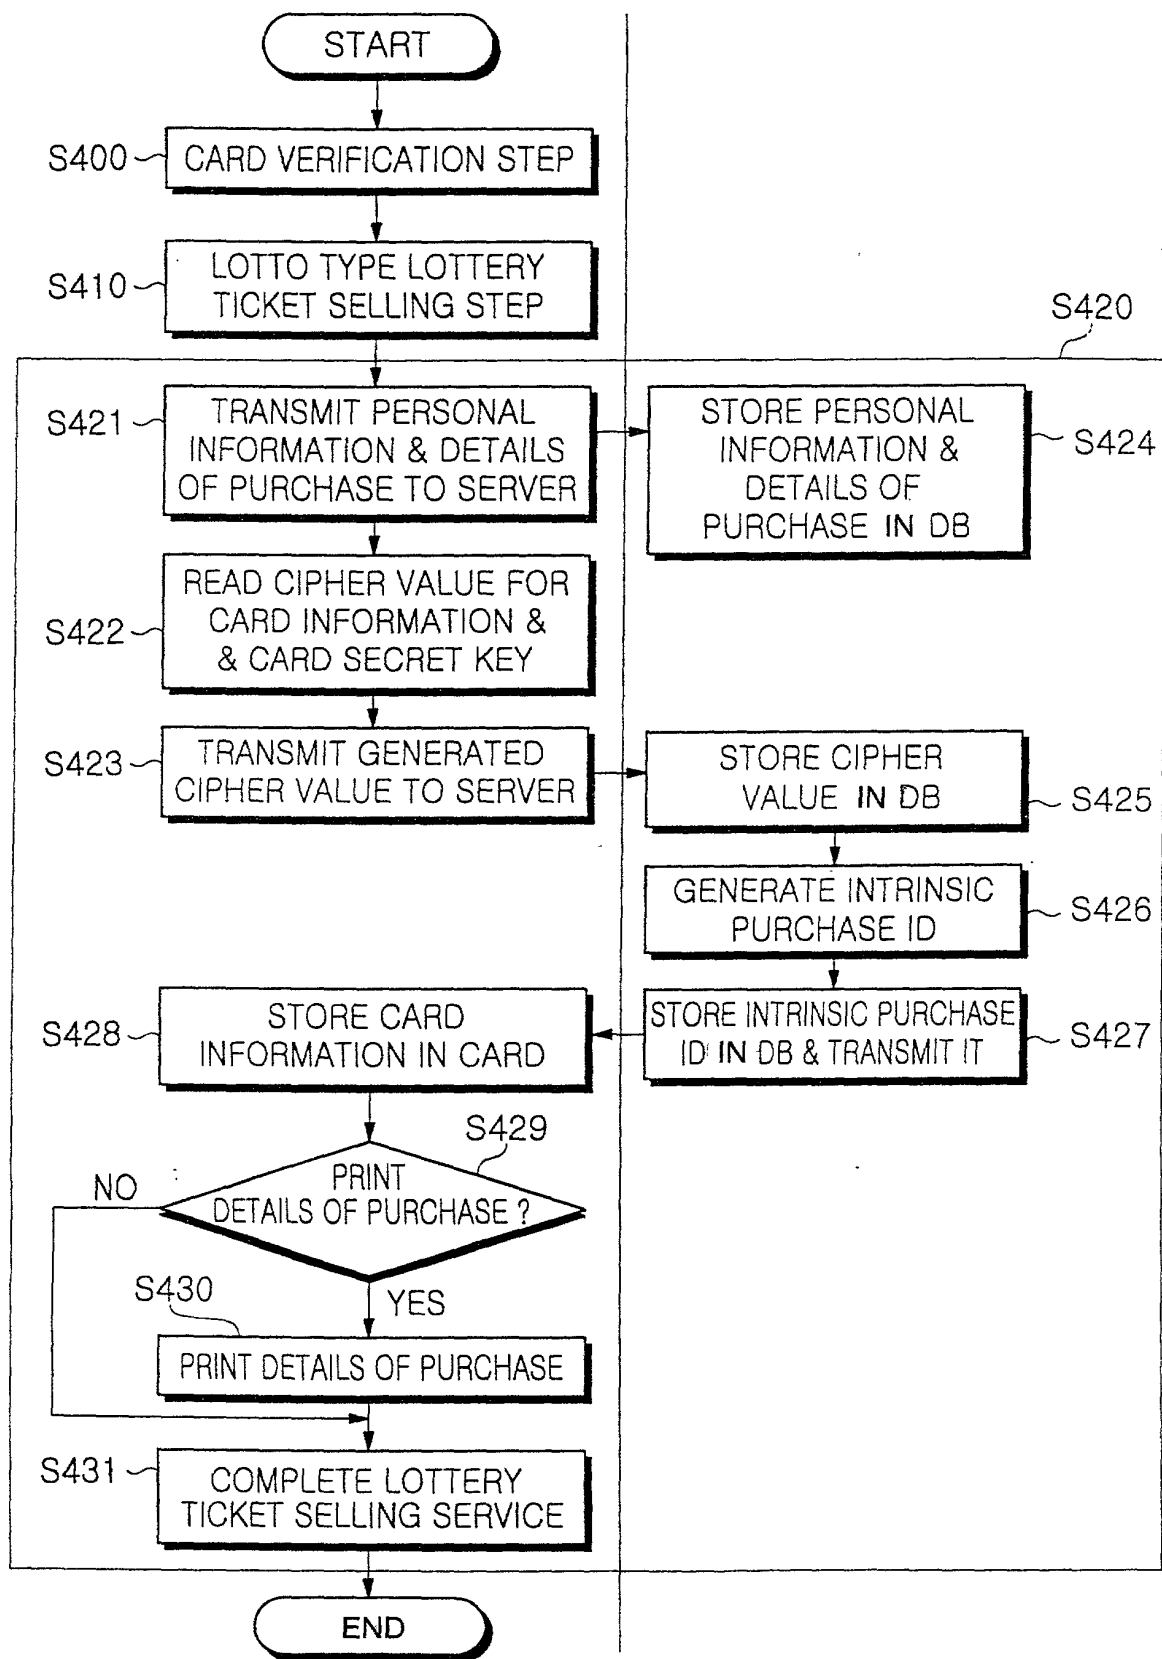 START
S400
CARD VERIFICATION STEP
S410
LOTTO TYPE LOTTERY
TICKET SELLING STEP
S420
S421
TRANSMIT PERSONAL
INFORMATION & DETAILS
OF PURCHASE TO SERVER
STORE PERSONAL
INFORMATION &
DETAILS OF
PURCHASE IN DB
S424
S422
READ CIPHER VALUE FOR
CARD INFORMATION &
& CARD SECRET KEY
S423
TRANSMIT GENERATED
CIPHER VALUE TO SERVER
STORE CIPHER
VALUE IN DB
S425
GENERATE INTRINSIC
PURCHASE ID
S426
STORE INTRINSIC PURCHASE
ID IN DB & TRANSMIT IT
S427
S428
STORE CARD
INFORMATION IN CARD
S429
PRINT
DETAILS OF PURCHASE ?
NO
YES
S430
PRINT DETAILS OF PURCHASE
S431
COMPLETE LOTTERY
TICKET SELLING SERVICE
END